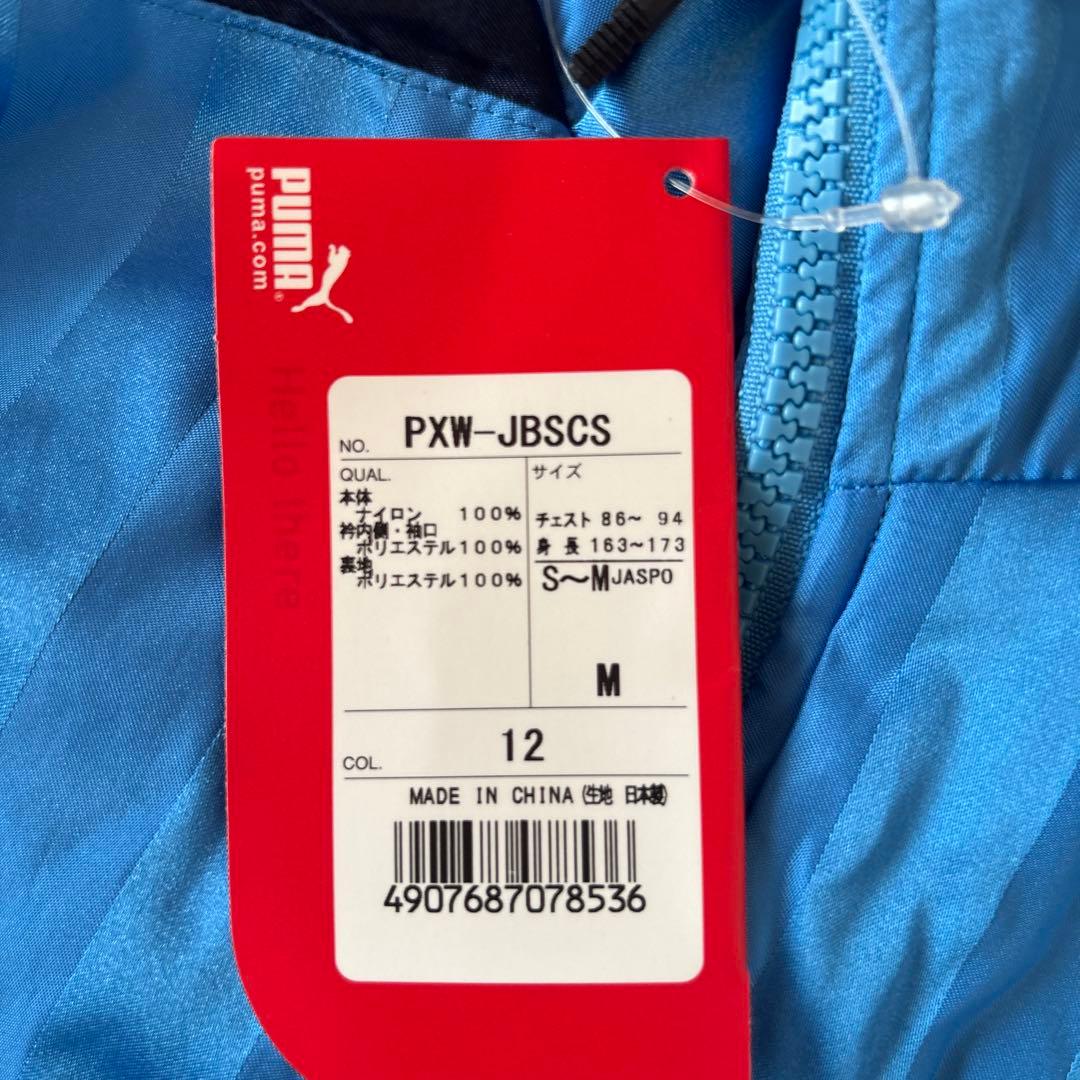 PUMA®
puma.com
Hello there
NO. PXW-JBSCS
QUAL.
本体
ナイロン 100%
衿内側・袖口
ポリエステル100%
裏地
ポリエステル100%
サイズ
チェスト 86～ 94
身 長 163～173
S～MJASPO
M
COL. 12
MADE IN CHINA (生地 日本製)
4907687078536